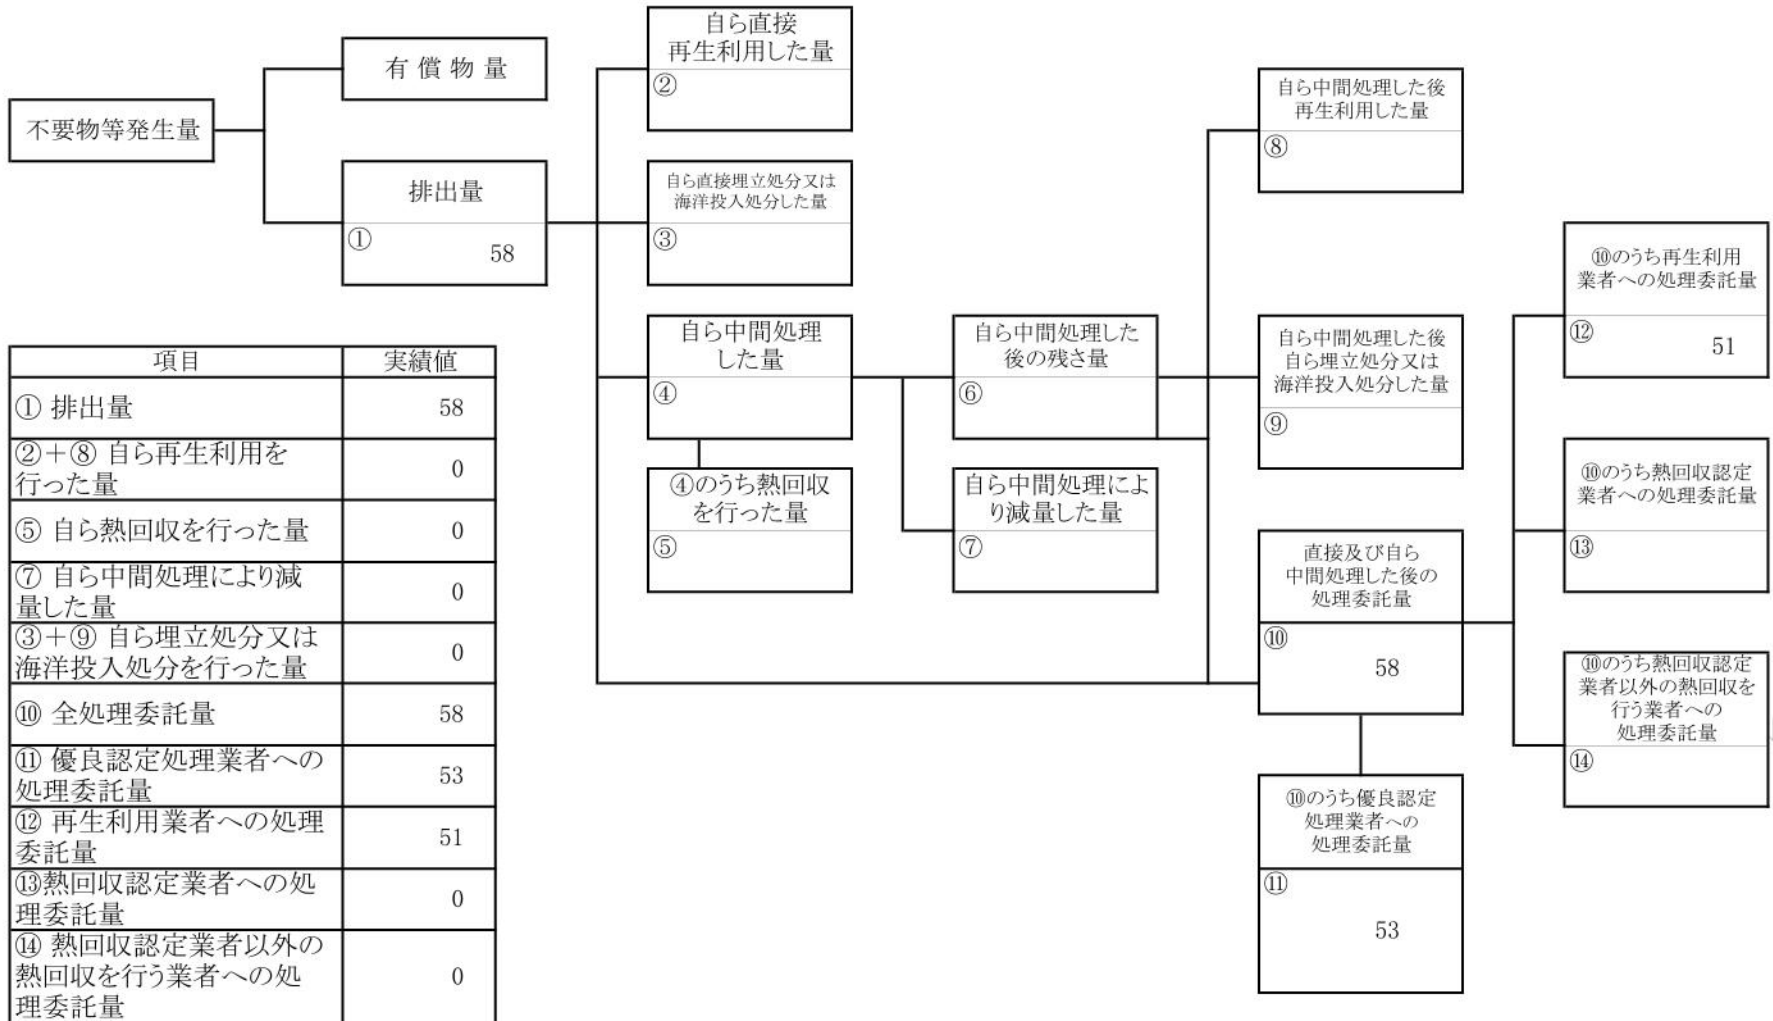 不要物等発生量
有償物量
排出量
①
58
自ら直接
再生利用した量
②
自ら直接埋立処分又は
海洋投入処分した量
③
自ら中間処理
した量
④
④のうち熱回収
を行った量
⑤
自ら中間処理した
後の残さ量
⑥
自ら中間処理によ
り減量した量
⑦
自ら中間処理した後
再生利用した量
⑧
自ら中間処理した後
自ら埋立処分又は
海洋投入処分した量
⑨
直接及び自ら
中間処理した後の
処理委託量
⑩
58
⑩のうち優良認定
処理業者への
処理委託量
⑪
53
⑩のうち再生利用
業者への処理委託量
⑫
51
⑩のうち熱回収認定
業者への処理委託量
⑬
⑩のうち熱回収認定
業者以外の熱回収を
行う業者への
処理委託量
⑭
項目 実績値
① 排出量 58
②＋⑧ 自ら再生利用を
行った量 0
⑤ 自ら熱回収を行った量 0
⑦ 自ら中間処理により減
量した量 0
③＋⑨ 自ら埋立処分又は
海洋投入処分を行った量 0
⑩ 全処理委託量 58
⑪ 優良認定処理業者への
処理委託量 53
⑫ 再生利用業者への処理
委託量 51
⑬熱回収認定業者への処
理委託量 0
⑭ 熱回収認定業者以外の
熱回収を行う業者への処
理委託量 0